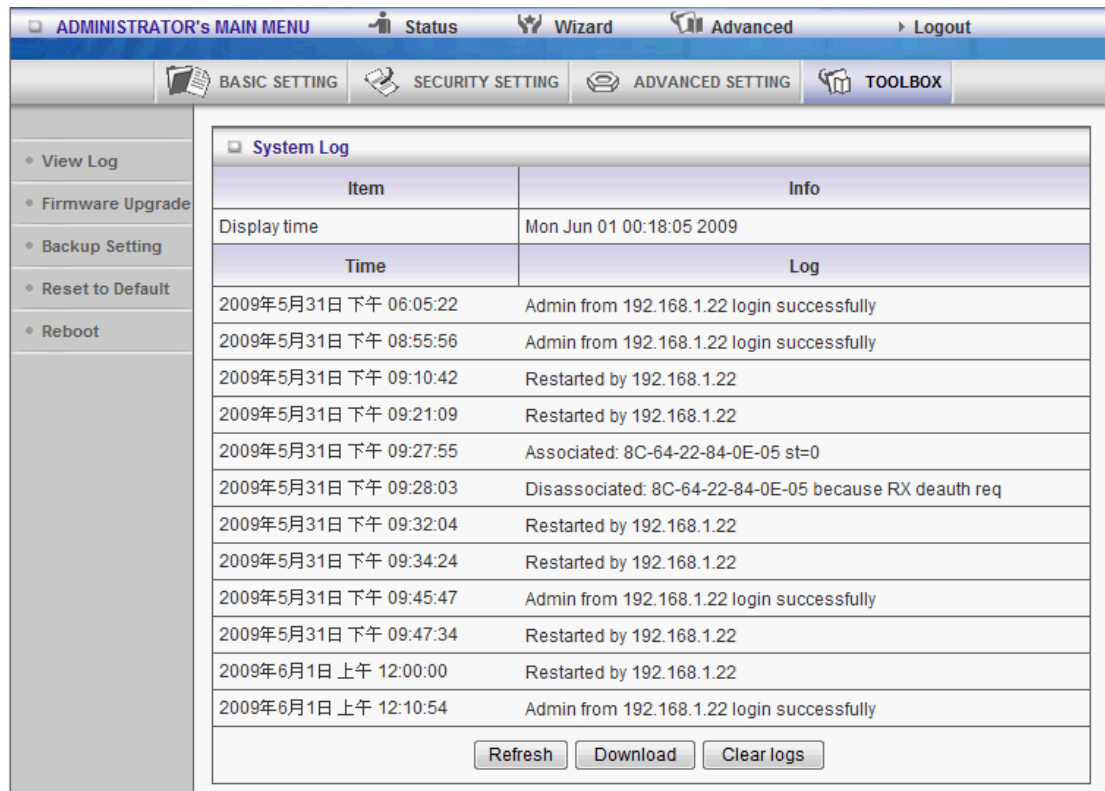 ADMINISTRATOR's MAIN MENU Status Wizard Advanced Logout
BASIC SETTING SECURITY SETTING ADVANCED SETTING TOOLBOX
View Log
Firmware Upgrade
Backup Setting
Reset to Default
Reboot
System Log
Item Info
Display time Mon Jun 01 00:18:05 2009
Time Log
2009年5月31日 下午 06:05:22 Admin from 192.168.1.22 login successfully
2009年5月31日 下午 08:55:56 Admin from 192.168.1.22 login successfully
2009年5月31日 下午 09:10:42 Restarted by 192.168.1.22
2009年5月31日 下午 09:21:09 Restarted by 192.168.1.22
2009年5月31日 下午 09:27:55 Associated: 8C-64-22-84-0E-05 st=0
2009年5月31日 下午 09:28:03 Disassociated: 8C-64-22-84-0E-05 because RX deauth req
2009年5月31日 下午 09:32:04 Restarted by 192.168.1.22
2009年5月31日 下午 09:34:24 Restarted by 192.168.1.22
2009年5月31日 下午 09:45:47 Admin from 192.168.1.22 login successfully
2009年5月31日 下午 09:47:34 Restarted by 192.168.1.22
2009年6月1日 上午 12:00:00 Restarted by 192.168.1.22
2009年6月1日 上午 12:10:54 Admin from 192.168.1.22 login successfully
Refresh Download Clear logs